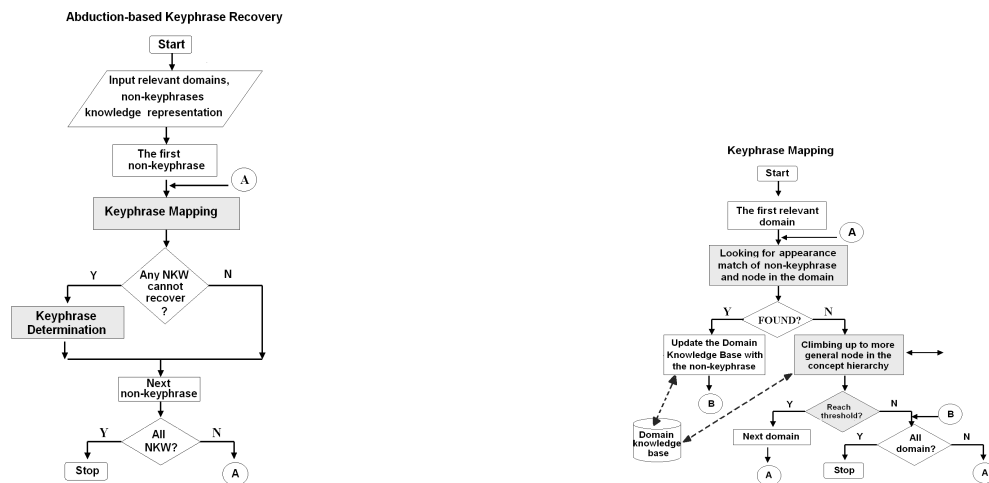 Abduction-based Keyphrase Recovery
Start
Input relevant domains,
non-keyphrases
knowledge representation
The first
non-keyphrase
A
Keyphrase Mapping
Any NKW
cannot
recover
?
Y
N
Keyphrase
Determination
Next
non-keyphrase
All
NKW?
Y
N
Stop
A
Keyphrase Mapping
Start
The first relevant
domain
A
Looking for appearance
match of non-keyphrase
and node in the domain
FOUND?
Y
N
Update the Domain
Knowledge Base with
the non-keyphrase
Climbing up to more
general node in the
concept hierarchy
B
Domain
knowledge
base
Reach
threshold?
Y
N
B
Next domain
A
All
domain?
Y
N
Stop
A